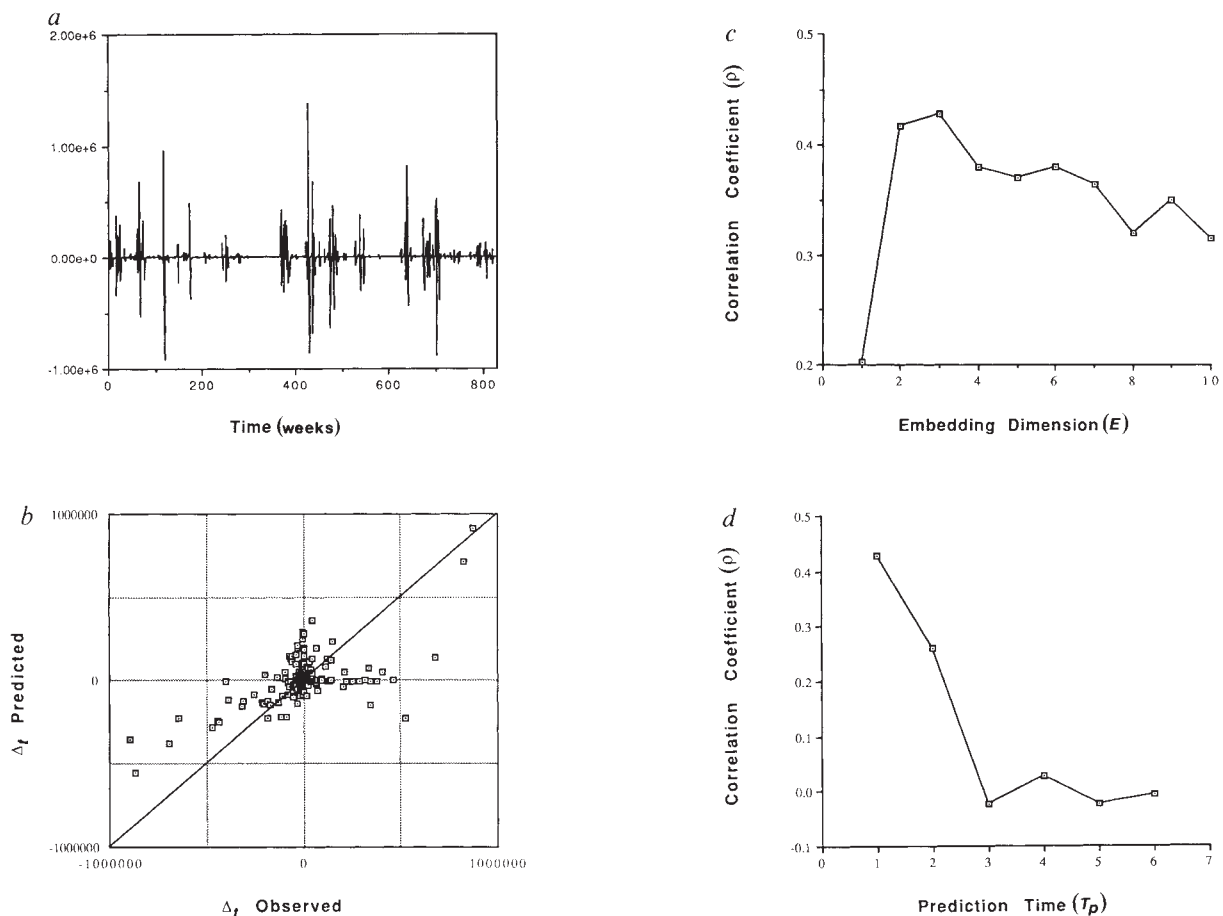 a
2.00e+6
1.00e+6
0.00e+6
-1.00e+6
0 200 400 600 800
Time (weeks)
b
1000000
0
-1000000
-1000000 0 1000000
Δt Predicted
Δt Observed
c
0.5
0.4
0.3
0.2
0 2 4 6 8 10
Correlation Coefficient (ρ)
Embedding Dimension (E)
d
0.5
0.4
0.3
0.2
0.1
0.0
-0.1
0 1 2 3 4 5 6 7
Correlation Coefficient (ρ)
Prediction Time (Tp)